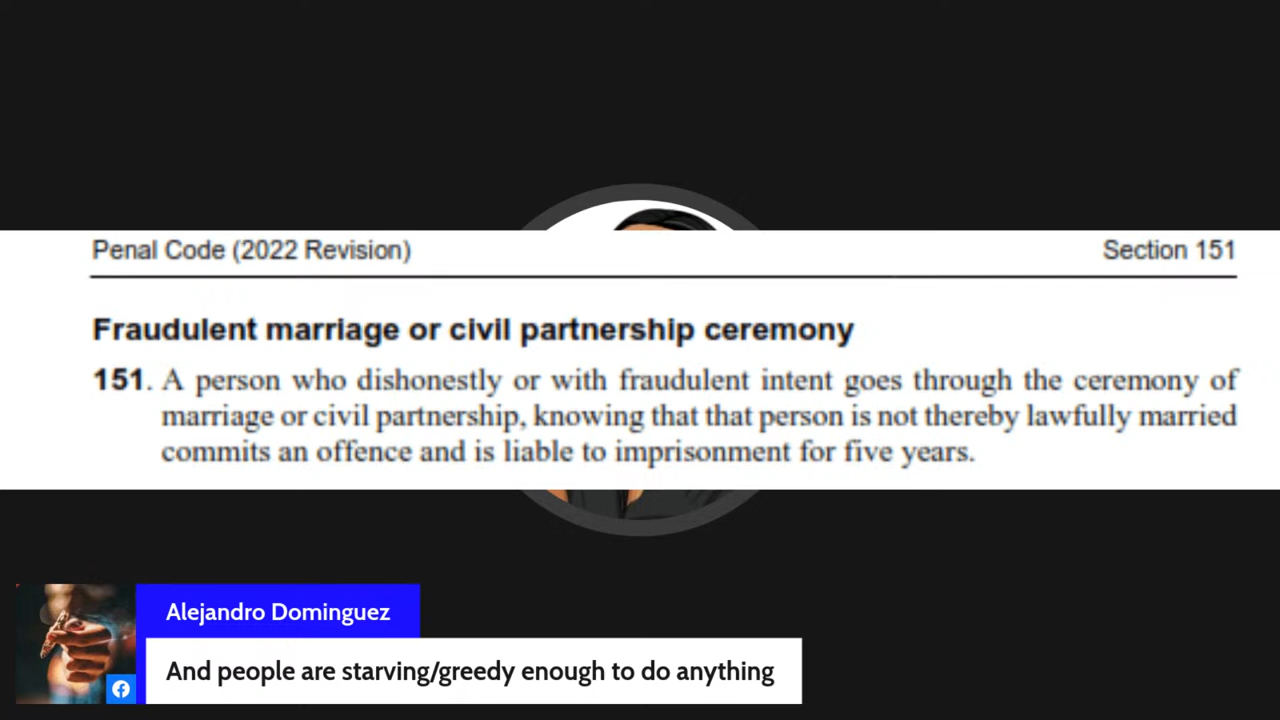 Penal Code (2022 Revision) Section 151
Fraudulent marriage or civil partnership ceremony
151. A person who dishonestly or with fraudulent intent goes through the ceremony of
marriage or civil partnership, knowing that that person is not thereby lawfully married
commits an offence and is liable to imprisonment for five years.
Alejandro Dominguez
And people are starving/greedy enough to do anything